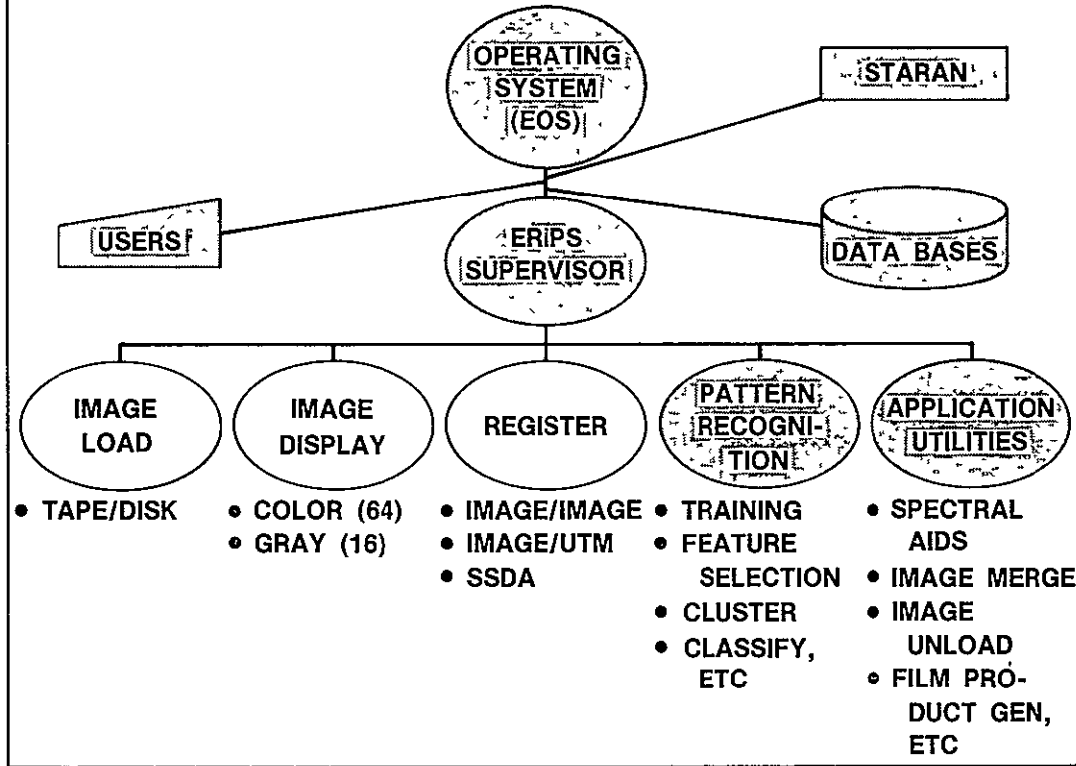 OPERATING
SYSTEM
(EOS)
STARAN
USERS
ERIPS
SUPERVISOR
DATA BASES
IMAGE
LOAD
• TAPE/DISK
IMAGE
DISPLAY
• COLOR (64)
• GRAY (16)
REGISTER
• IMAGE/IMAGE
• IMAGE/UTM
• SSDA
PATTERN
RECOGNI-
TION
• TRAINING
• FEATURE
SELECTION
• CLUSTER
• CLASSIFY,
ETC
APPLICATION
UTILITIES
• SPECTRAL
AIDS
• IMAGE MERGE
• IMAGE
UNLOAD
• FILM PRO-
DUCT GEN,
ETC